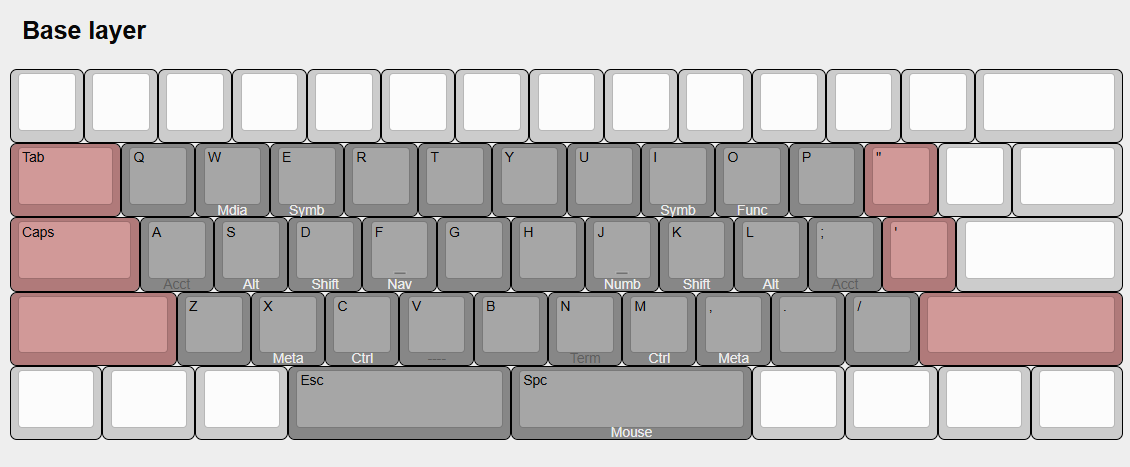 Base layer
Tab Q W E R T Y U I O P "
Mdia Symb Symb Func
Caps A S D F G H J K L ; '
Acct Alt Shift _ Nav _ Numb Shift Alt Acct
Z X C V B N M , . /
Meta Ctrl ---- Term Ctrl Meta
Esc Spc
Mouse